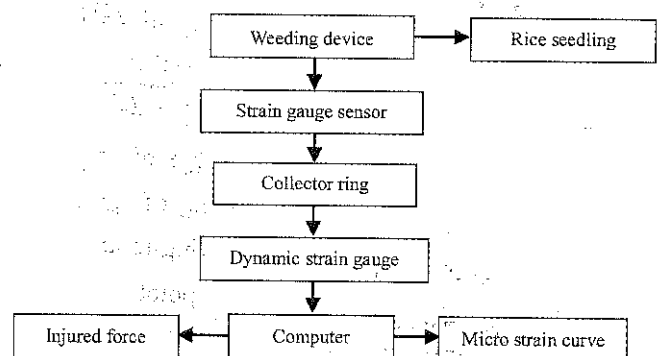 Weeding device
Rice seedling
Strain gauge sensor
Collector ring
Dynamic strain gauge
Injured force
Computer
Micro strain curve